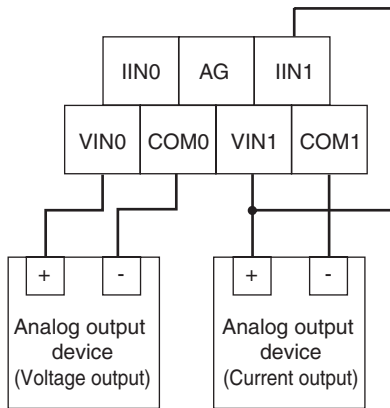 IIN0 AG IIN1
VIN0 COM0 VIN1 COM1
+ - + -
Analog output
device
(Voltage output)
Analog output
device
(Current output)